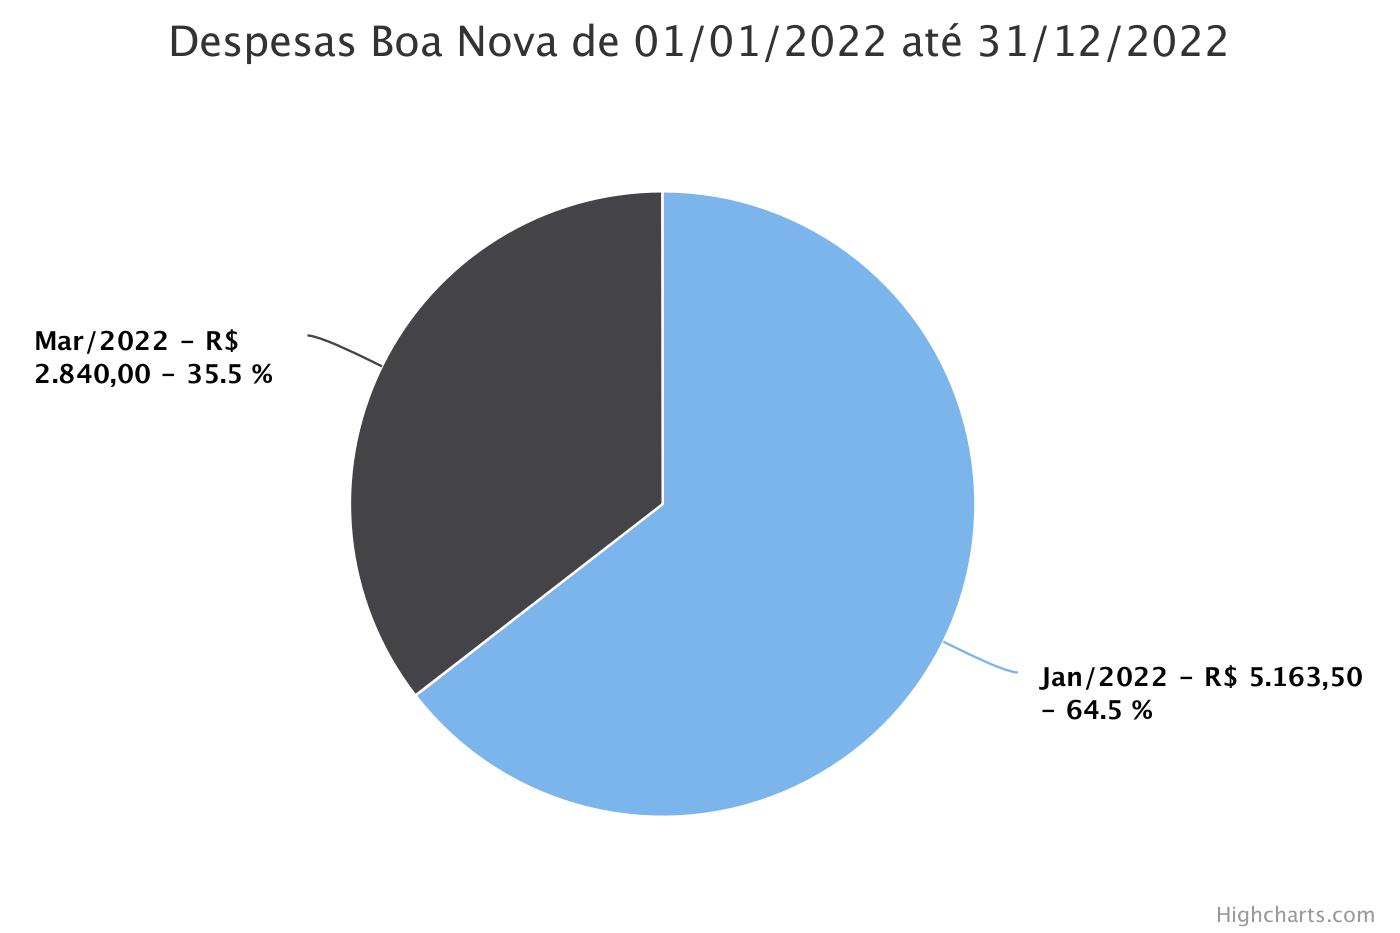 Despesas Boa Nova de 01/01/2022 até 31/12/2022
Mar/2022 – R$
2.840,00 – 35.5 %
Jan/2022 – R$ 5.163,50
– 64.5 %
Highcharts.com